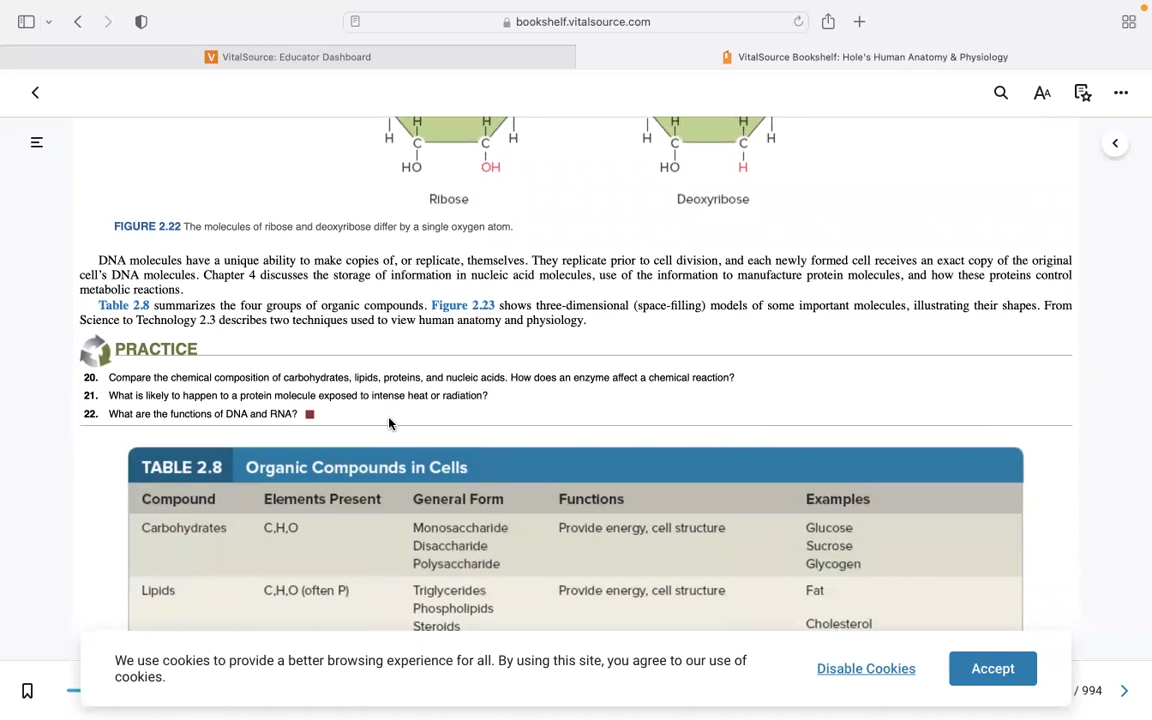 bookshelf.vitalsource.com
VitalSource: Educator Dashboard
VitalSource Bookshelf: Hole's Human Anatomy & Physiology
AA
H H H H H H
H C C H H C C H
HO OH HO H
Ribose Deoxyribose
FIGURE 2.22 The molecules of ribose and deoxyribose differ by a single oxygen atom.
DNA molecules have a unique ability to make copies of, or replicate, themselves. They replicate prior to cell division, and each newly formed cell receives an exact copy of the original
cell's DNA molecules. Chapter 4 discusses the storage of information in nucleic acid molecules, use of the information to manufacture protein molecules, and how these proteins control
metabolic reactions.
Table 2.8 summarizes the four groups of organic compounds. Figure 2.23 shows three-dimensional (space-filling) models of some important molecules, illustrating their shapes. From
Science to Technology 2.3 describes two techniques used to view human anatomy and physiology.
PRACTICE
20. Compare the chemical composition of carbohydrates, lipids, proteins, and nucleic acids. How does an enzyme affect a chemical reaction?
21. What is likely to happen to a protein molecule exposed to intense heat or radiation?
22. What are the functions of DNA and RNA?
TABLE 2.8 Organic Compounds in Cells
Compound Elements Present General Form Functions Examples
Carbohydrates C,H,O Monosaccharide Provide energy, cell structure Glucose
Disaccharide Sucrose
Polysaccharide Glycogen
Lipids C,H,O (often P) Triglycerides Provide energy, cell structure Fat
Phospholipids
Steroids Cholesterol
We use cookies to provide a better browsing experience for all. By using this site, you agree to our use of
cookies.
Disable Cookies
Accept
/ 994